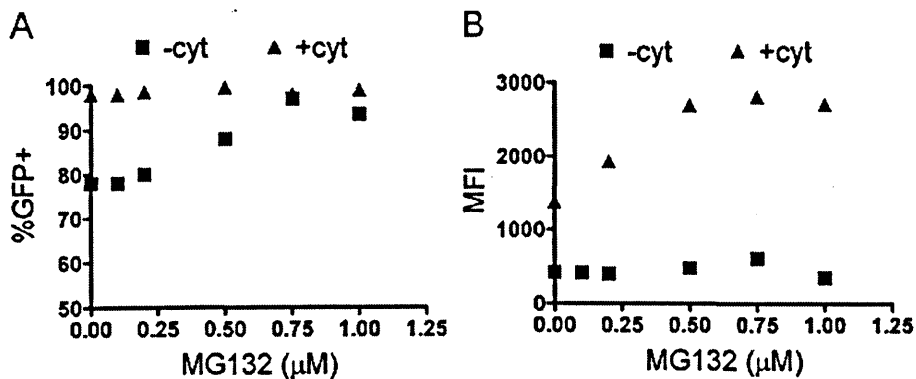 A
■ -cyt ▲ +cyt
%GFP+
100
90
80
70
60
50
0.00 0.25 0.50 0.75 1.00 1.25
MG132 (μM)
B
■ -cyt ▲ +cyt
MFI
3000
2000
1000
0
0.00 0.25 0.50 0.75 1.00 1.25
MG132 (μM)